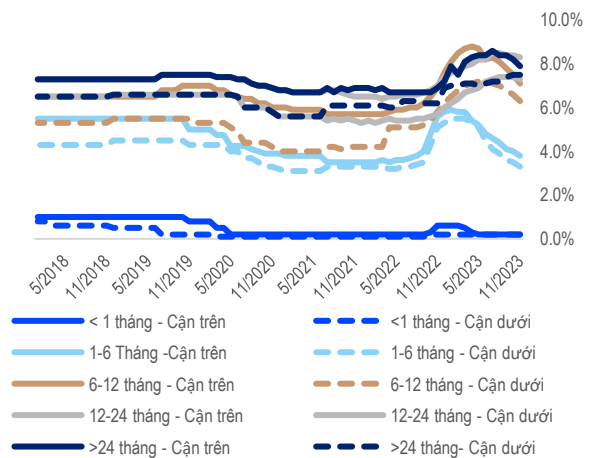 10.0%
8.0%
6.0%
4.0%
2.0%
0.0%
5/2018 11/2018 5/2019 11/2019 5/2020 11/2020 5/2021 11/2021 5/2022 11/2022 5/2023 11/2023
< 1 tháng - Cận trên <1 tháng - Cận dưới
1-6 Tháng -Cận trên 1-6 tháng - Cận dưới
6-12 tháng - Cận trên 6-12 tháng - Cận dưới
12-24 tháng - Cận trên 12-24 tháng - Cận dưới
>24 tháng - Cận trên >24 tháng- Cận dưới